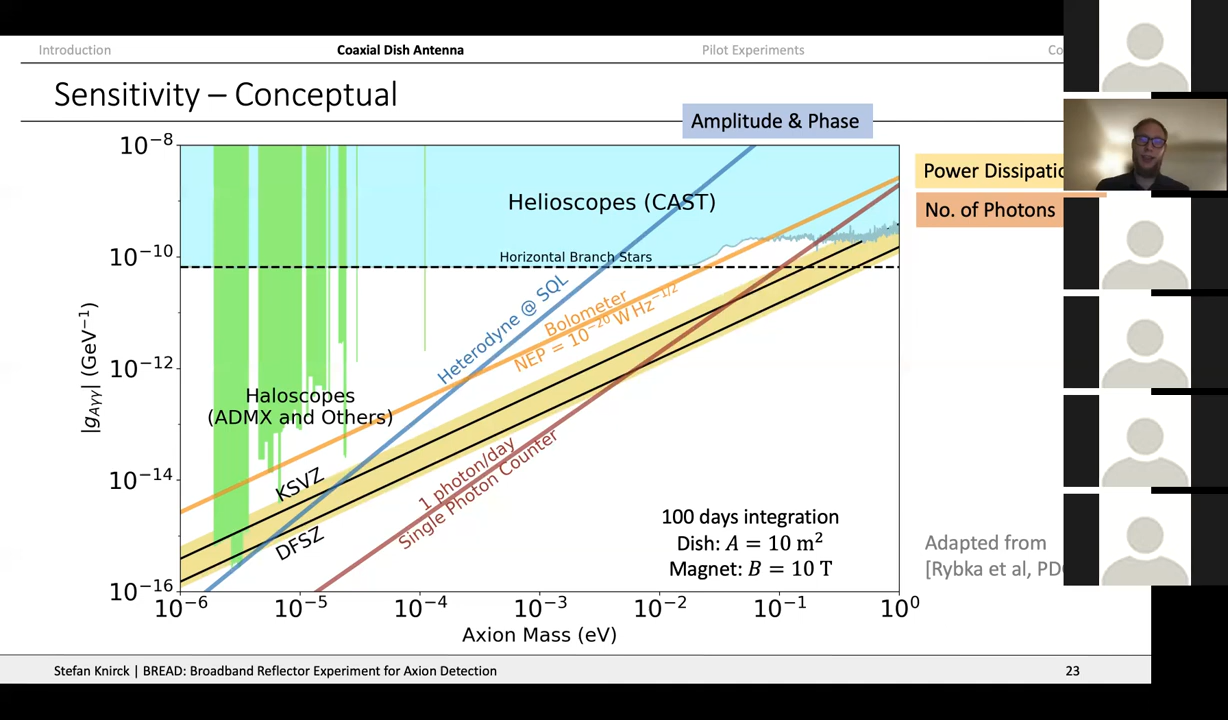 Introduction
Coaxial Dish Antenna
Pilot Experiments
Sensitivity – Conceptual
Amplitude & Phase
Power
No. of Photons
10⁻⁸
10⁻¹⁰
10⁻¹²
10⁻¹⁴
10⁻¹⁶
|g_Aγγ| (GeV⁻¹)
Helioscopes (CAST)
Horizontal Branch Stars
Heterodyne @ SQL
Bolometer
NEP = 10⁻²⁰ W Hz⁻¹/²
Haloscopes
(ADMX and Others)
KSVZ
DFSZ
1 photon/day
Single Photon Counter
100 days integration
Dish: A = 10 m²
Magnet: B = 10 T
Adapted from
[Rybka et al,
10⁻⁶ 10⁻⁵ 10⁻⁴ 10⁻³ 10⁻² 10⁻¹ 10⁰
Axion Mass (eV)
Stefan Knirck | BREAD: Broadband Reflector Experiment for Axion Detection
23